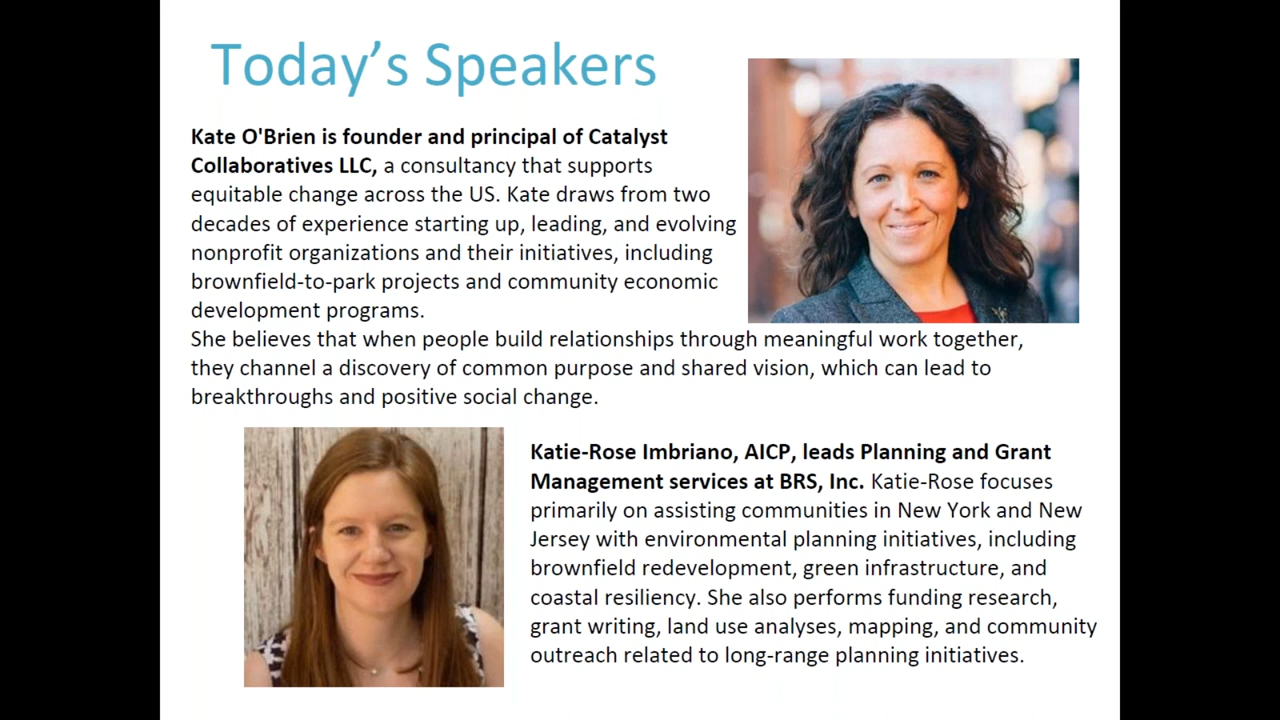 Today’s Speakers
Kate O'Brien is founder and principal of Catalyst
Collaboratives LLC, a consultancy that supports
equitable change across the US. Kate draws from two
decades of experience starting up, leading, and evolving
nonprofit organizations and their initiatives, including
brownfield-to-park projects and community economic
development programs.
She believes that when people build relationships through meaningful work together,
they channel a discovery of common purpose and shared vision, which can lead to
breakthroughs and positive social change.
Katie-Rose Imbriano, AICP, leads Planning and Grant
Management services at BRS, Inc. Katie-Rose focuses
primarily on assisting communities in New York and New
Jersey with environmental planning initiatives, including
brownfield redevelopment, green infrastructure, and
coastal resiliency. She also performs funding research,
grant writing, land use analyses, mapping, and community
outreach related to long-range planning initiatives.